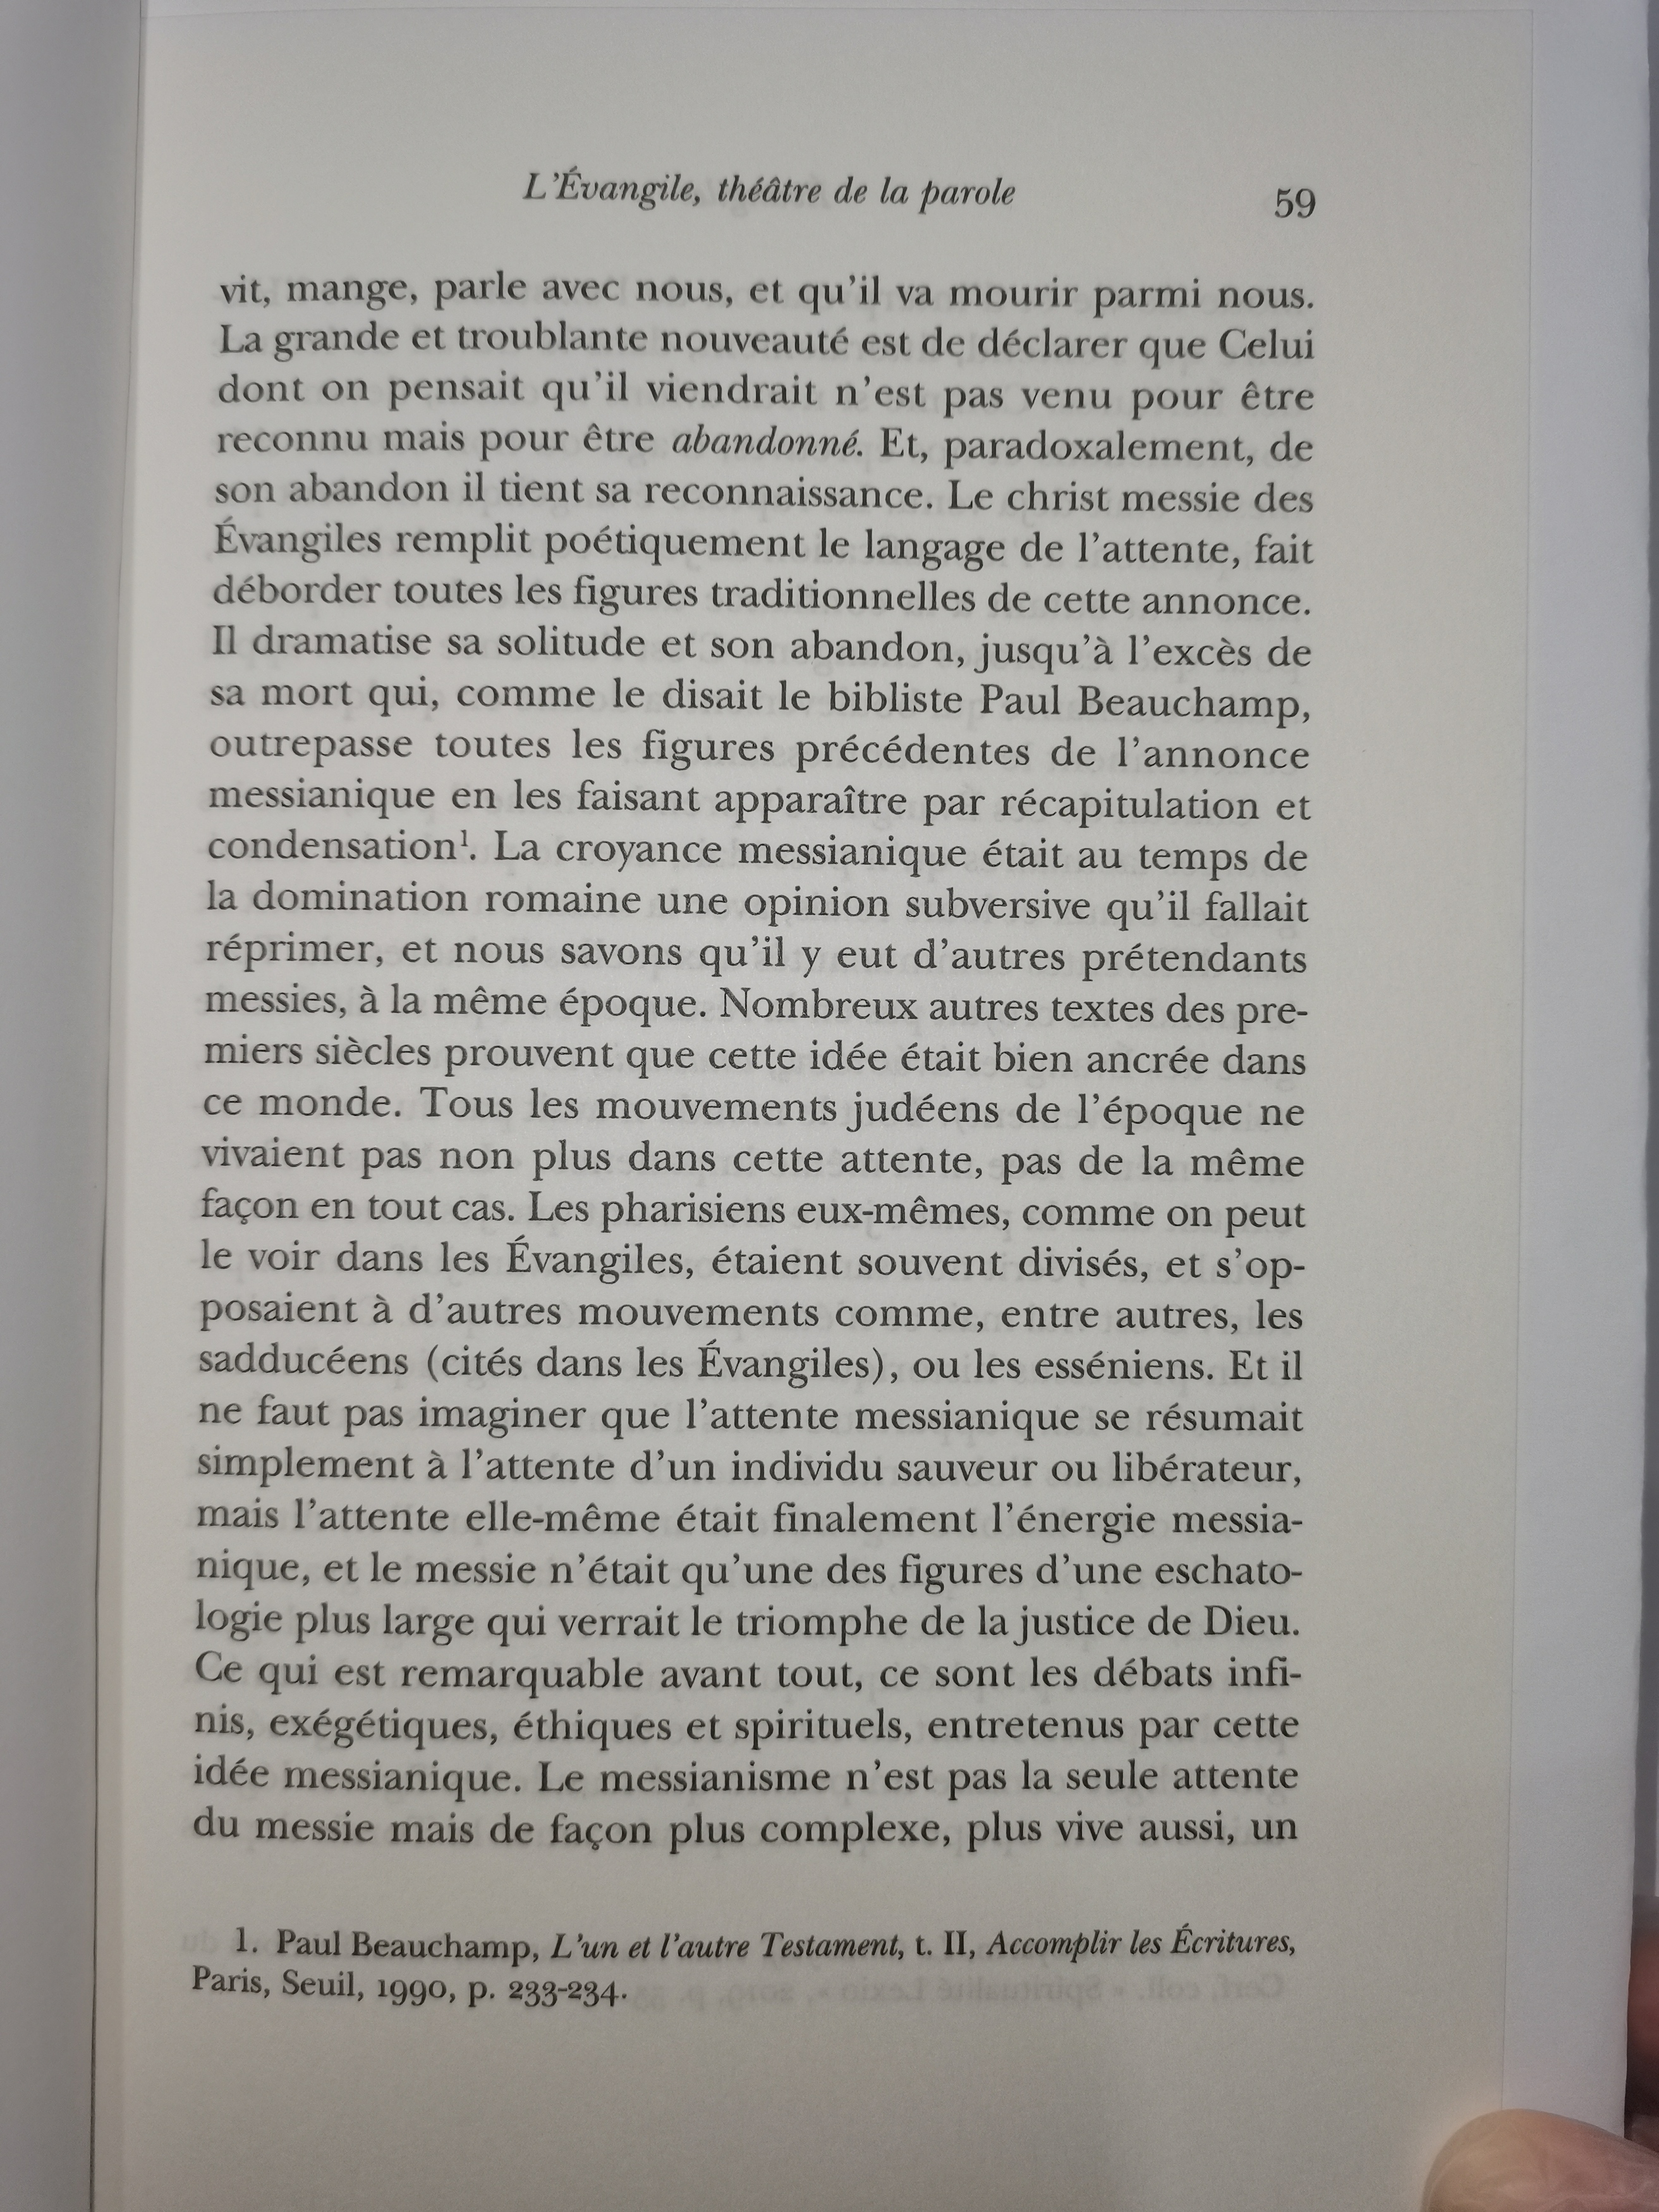 L'Évangile, théâtre de la parole 59
vit, mange, parle avec nous, et qu'il va mourir parmi nous.
La grande et troublante nouveauté est de déclarer que Celui
dont on pensait qu'il viendrait n'est pas venu pour être
reconnu mais pour être abandonné. Et, paradoxalement, de
son abandon il tient sa reconnaissance. Le christ messie des
Évangiles remplit poétiquement le langage de l'attente, fait
déborder toutes les figures traditionnelles de cette annonce.
Il dramatise sa solitude et son abandon, jusqu'à l'excès de
sa mort qui, comme le disait le bibliste Paul Beauchamp,
outrepasse toutes les figures précédentes de l'annonce
messianique en les faisant apparaître par récapitulation et
condensation¹. La croyance messianique était au temps de
la domination romaine une opinion subversive qu'il fallait
réprimer, et nous savons qu'il y eut d'autres prétendants
messies, à la même époque. Nombreux autres textes des pre-
miers siècles prouvent que cette idée était bien ancrée dans
ce monde. Tous les mouvements judéens de l'époque ne
vivaient pas non plus dans cette attente, pas de la même
façon en tout cas. Les pharisiens eux-mêmes, comme on peut
le voir dans les Évangiles, étaient souvent divisés, et s'op-
posaient à d'autres mouvements comme, entre autres, les
sadducéens (cités dans les Évangiles), ou les esséniens. Et il
ne faut pas imaginer que l'attente messianique se résumait
simplement à l'attente d'un individu sauveur ou libérateur,
mais l'attente elle-même était finalement l'énergie messia-
nique, et le messie n'était qu'une des figures d'une eschato-
logie plus large qui verrait le triomphe de la justice de Dieu.
Ce qui est remarquable avant tout, ce sont les débats infi-
nis, exégétiques, éthiques et spirituels, entretenus par cette
idée messianique. Le messianisme n'est pas la seule attente
du messie mais de façon plus complexe, plus vive aussi, un
1. Paul Beauchamp, L'un et l'autre Testament, t. II, Accomplir les Écritures,
Paris, Seuil, 1990, p. 233-234.